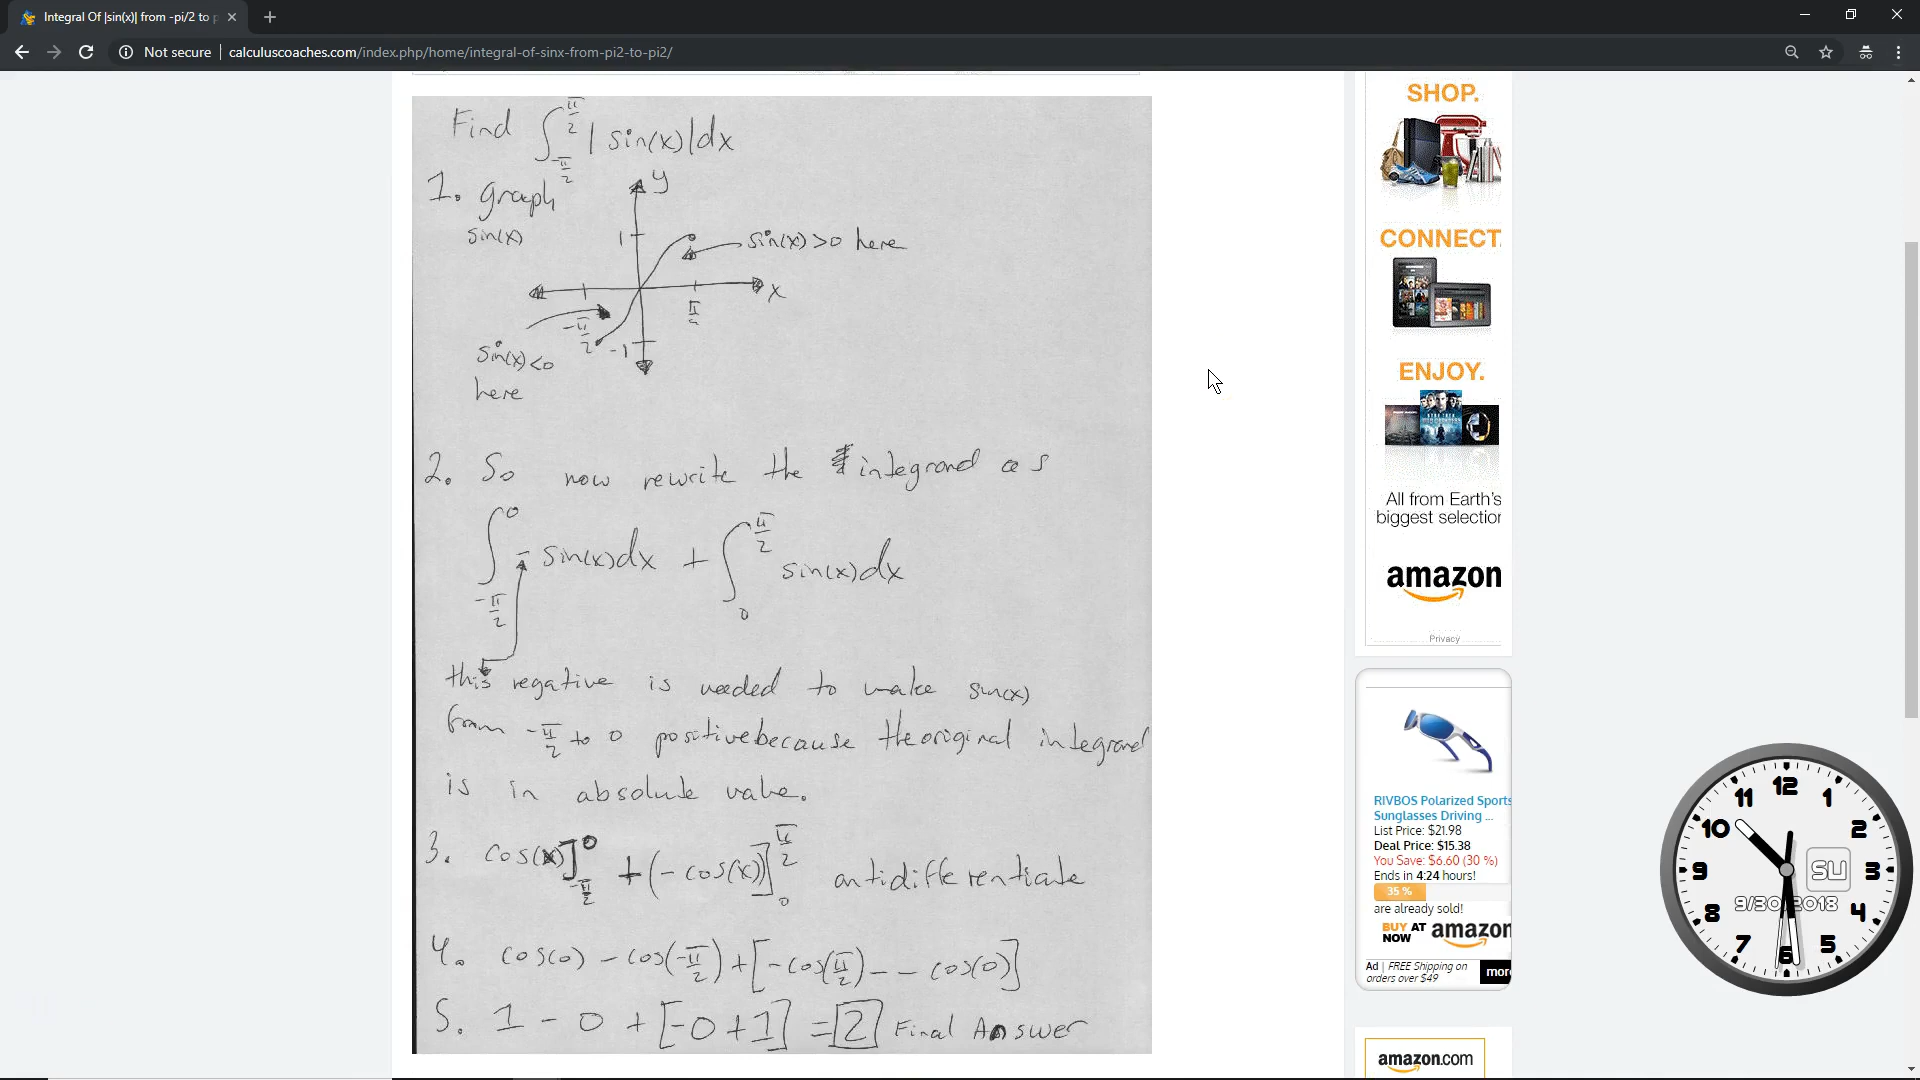 Integral Of |sin(x)| from -pi/2 to p
Not secure | calculuscoaches.com/index.php/home/integral-of-sinx-from-pi2-to-pi2/
Find ∫_{-π/2}^{π/2} |sin(x)|dx
1. graph
sin(x)
y
1
sin(x)>0 here
x
-π/2
π/2
-1
sin(x)<0
here
2. So now rewrite the integrand as
∫_{-π/2}^{0} - sin(x)dx + ∫_{0}^{π/2} sin(x)dx
this negative is needed to make sin(x)
from -π/2 to 0 positive because the original integrand
is in absolute value.
3. cos(x)]_{-π/2}^{0} + (-cos(x))]_{0}^{π/2} antidifferentiate
4. cos(0) - cos(-π/2) + [-cos(π/2) - - cos(0)]
5. 1 - 0 + [-0+1] = 2 Final Answer
SHOP.
CONNECT.
ENJOY.
All from Earth's
biggest selection
amazon
Privacy
RIVBOS Polarized Sports
Sunglasses Driving ...
List Price: $21.98
Deal Price: $15.38
You Save: $6.60 (30 %)
Ends in 4:24 hours!
35 %
are already sold!
BUY AT
NOW
amazon
Ad | FREE Shipping on
orders over $49
more
amazon.com
12
1
2
3
4
5
6
7
8
9
10
11
SU
9/30/2018